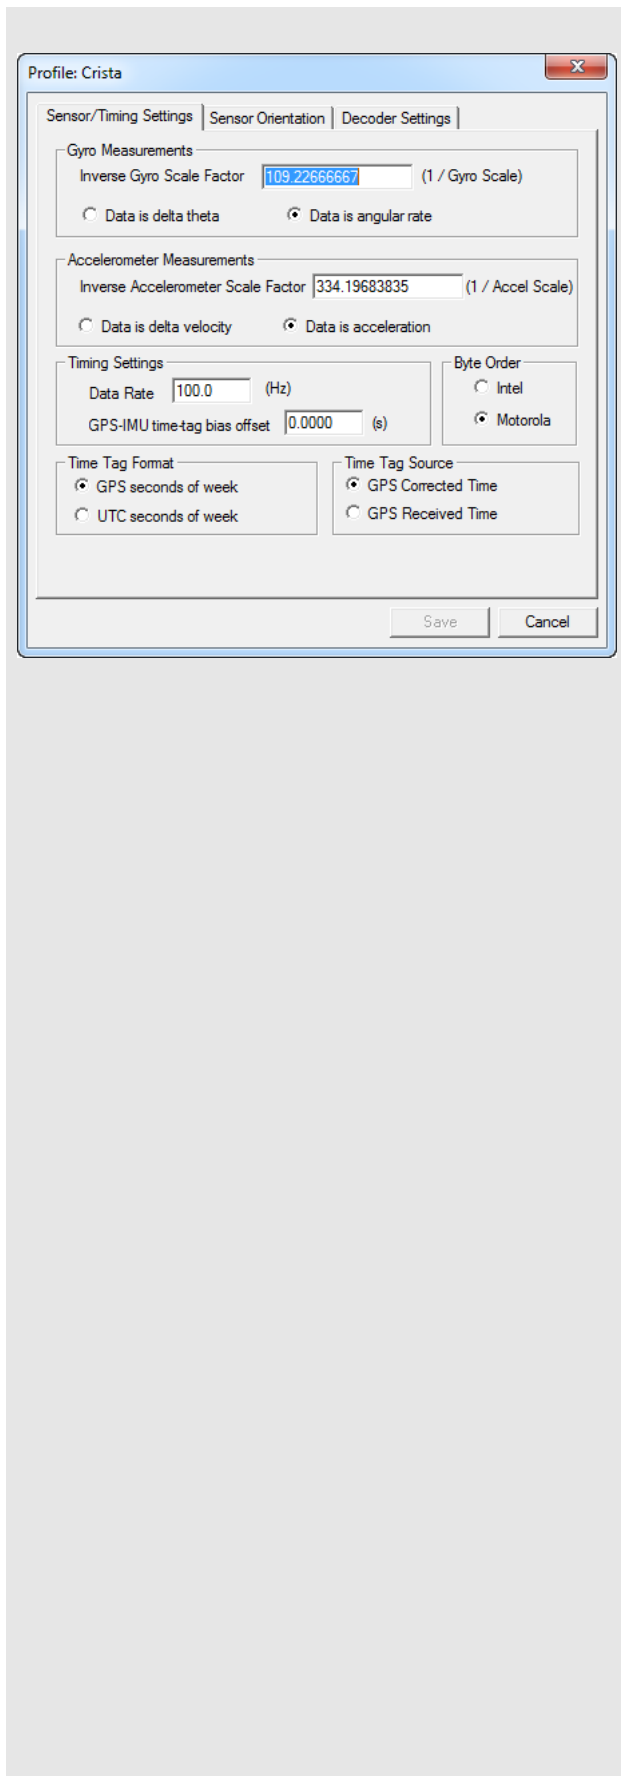 Profile: Crista
Sensor/Timing Settings Sensor Orientation Decoder Settings
Gyro Measurements
Inverse Gyro Scale Factor 109.22666667 (1 / Gyro Scale)
Data is delta theta Data is angular rate
Accelerometer Measurements
Inverse Accelerometer Scale Factor 334.19683835 (1 / Accel Scale)
Data is delta velocity Data is acceleration
Timing Settings
Data Rate 100.0 (Hz)
GPS-IMU time-tag bias offset 0.0000 (s)
Byte Order
Intel
Motorola
Time Tag Format
GPS seconds of week
UTC seconds of week
Time Tag Source
GPS Corrected Time
GPS Received Time
Save Cancel